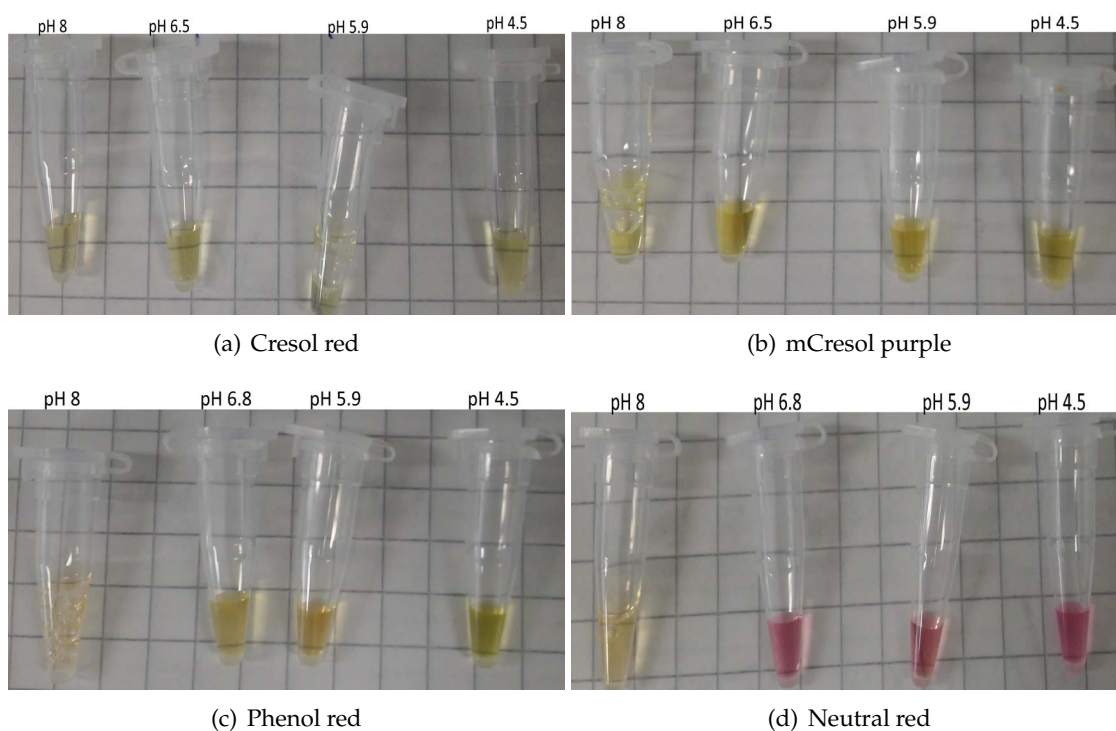 pH 8 pH 6.5 pH 5.9 pH 4.5
pH 8 pH 6.5 pH 5.9 pH 4.5
(a) Cresol red
(b) mCresol purple
pH 8 pH 6.8 pH 5.9 pH 4.5
pH 8 pH 6.8 pH 5.9 pH 4.5
(c) Phenol red
(d) Neutral red